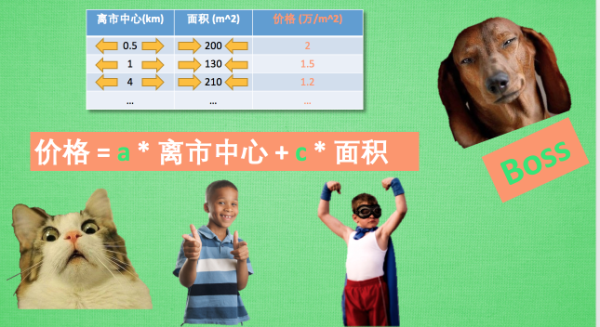 离市中心(km) 面积 (m^2) 价格 (万/m^2)
0.5 200 2
1 130 1.5
4 210 1.2
... ... ...
价格 = a * 离市中心 + c * 面积
Boss